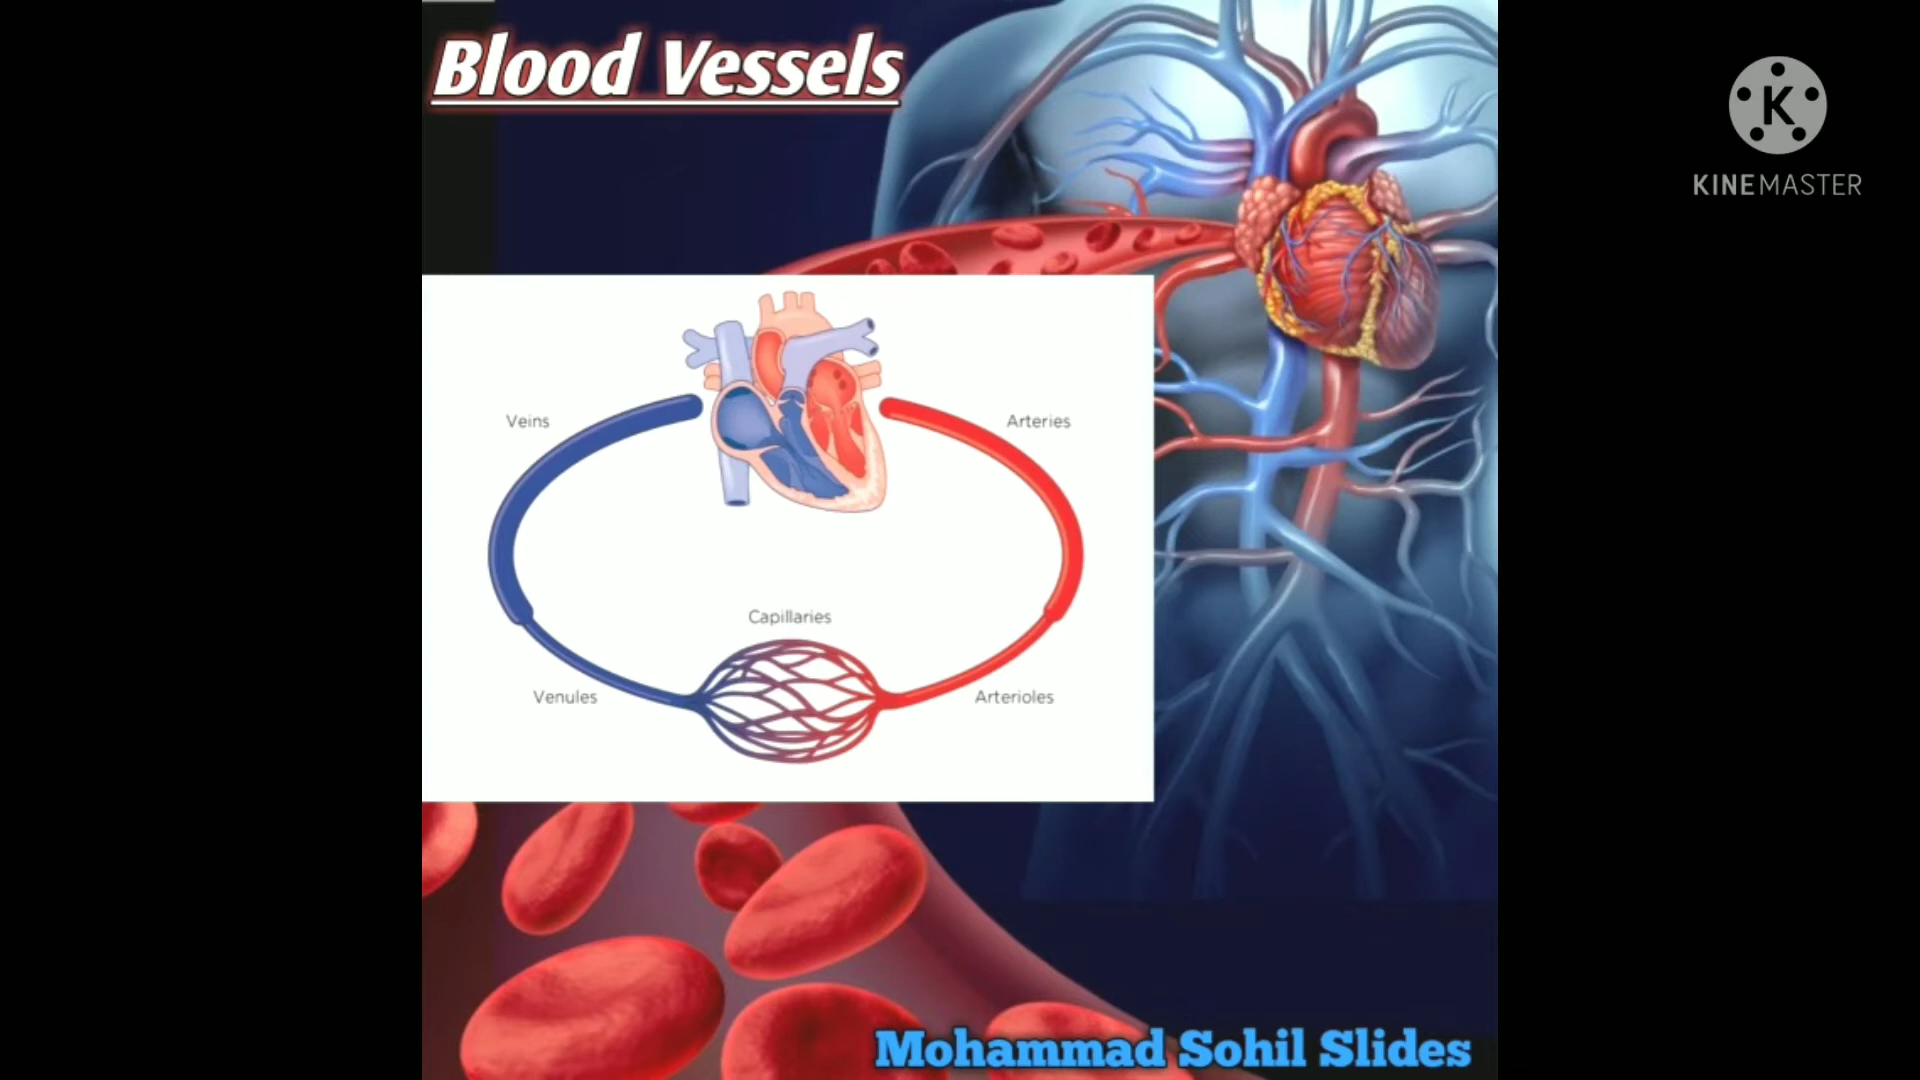 Blood Vessels
K
KINEMASTER
Veins
Arteries
Capillaries
Venules
Arterioles
Mohammad Sohil Slides